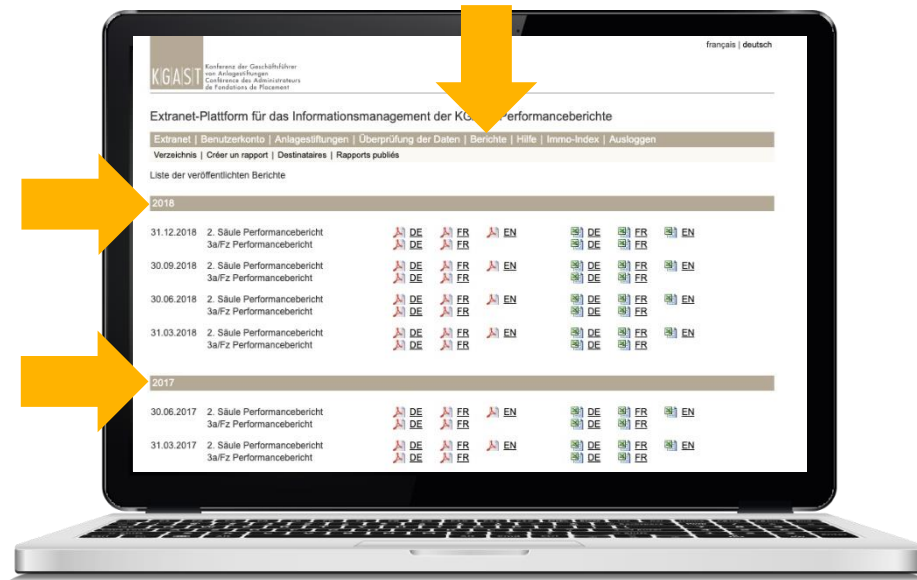 français | deutsch
KGAST
Konferenz der Geschäftsführer
von Anlagestiftungen
Conférence des Administrateurs
de Fondations de Placement
Extranet-Plattform für das Informationsmanagement der Performanceberichte
Extranet | Benutzerkonto | Anlagestiftungen | Überprüfung der Daten | Berichte | Hilfe | Immo-Index | Ausloggen
Verzeichnis | Créer un rapport | Destinataires | Rapports publiés
Liste der veröffentlichten Berichte
2018
31.12.2018 2. Säule Performancebericht DE FR EN DE FR EN
3a/Fz Performancebericht DE FR DE FR
30.09.2018 2. Säule Performancebericht DE FR EN DE FR EN
3a/Fz Performancebericht DE FR DE FR
30.06.2018 2. Säule Performancebericht DE FR EN DE FR EN
3a/Fz Performancebericht DE FR DE FR
31.03.2018 2. Säule Performancebericht DE FR EN DE FR EN
3a/Fz Performancebericht DE FR DE FR
2017
30.06.2017 2. Säule Performancebericht DE FR EN DE FR EN
3a/Fz Performancebericht DE FR DE FR
31.03.2017 2. Säule Performancebericht DE FR EN DE FR EN
3a/Fz Performancebericht DE FR DE FR